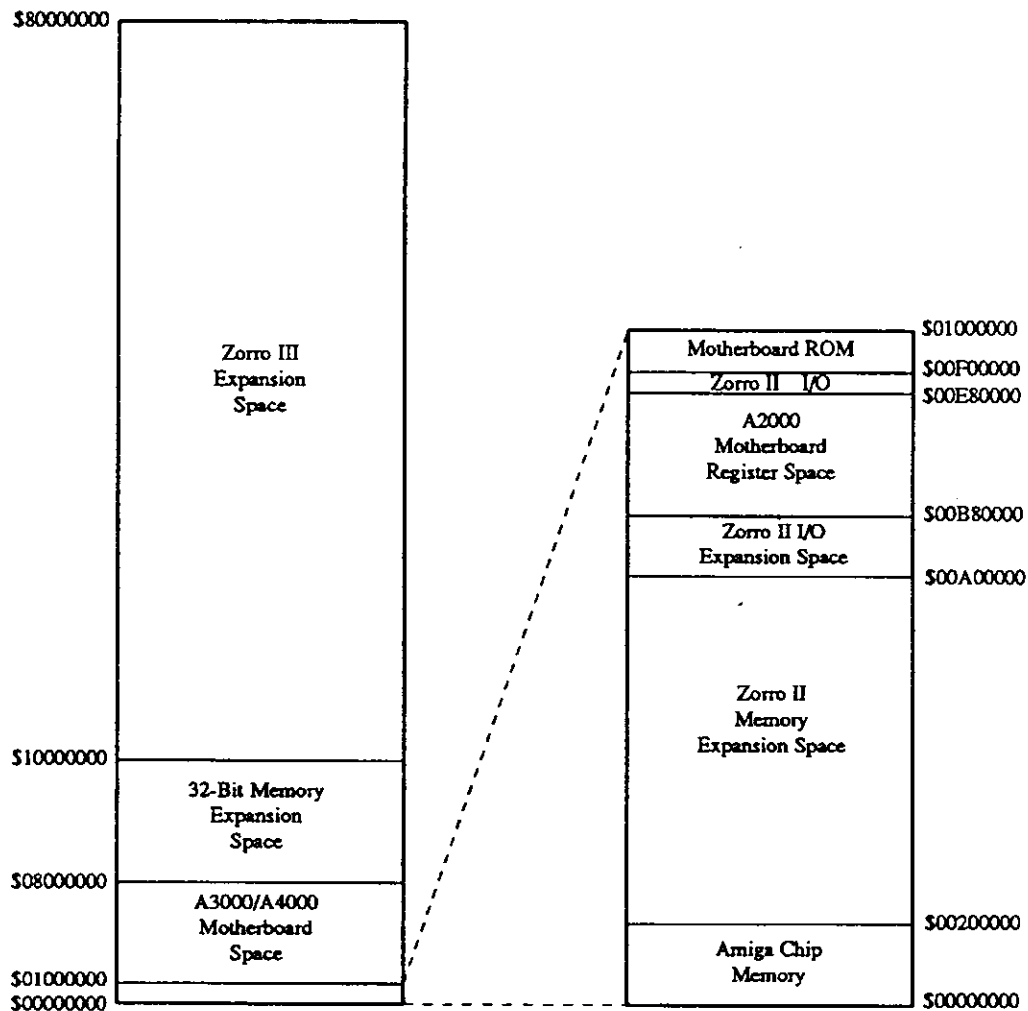 $80000000
Zorro III
Expansion
Space
$10000000
32-Bit Memory
Expansion
Space
$08000000
A3000/A4000
Motherboard
Space
$01000000
$00000000
$01000000
Motherboard ROM
$00F00000
Zorro II I/O
$00E80000
A2000
Motherboard
Register Space
$00B80000
Zorro II I/O
Expansion Space
$00A00000
Zorro II
Memory
Expansion Space
$00200000
Amiga Chip
Memory
$00000000